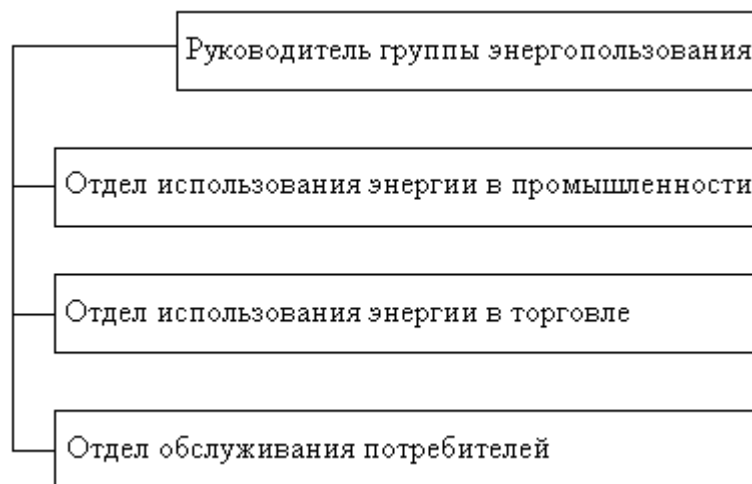 Руководитель группы энергопользования
Отдел использования энергии в промышленности
Отдел использования энергии в торговле
Отдел обслуживания потребителей